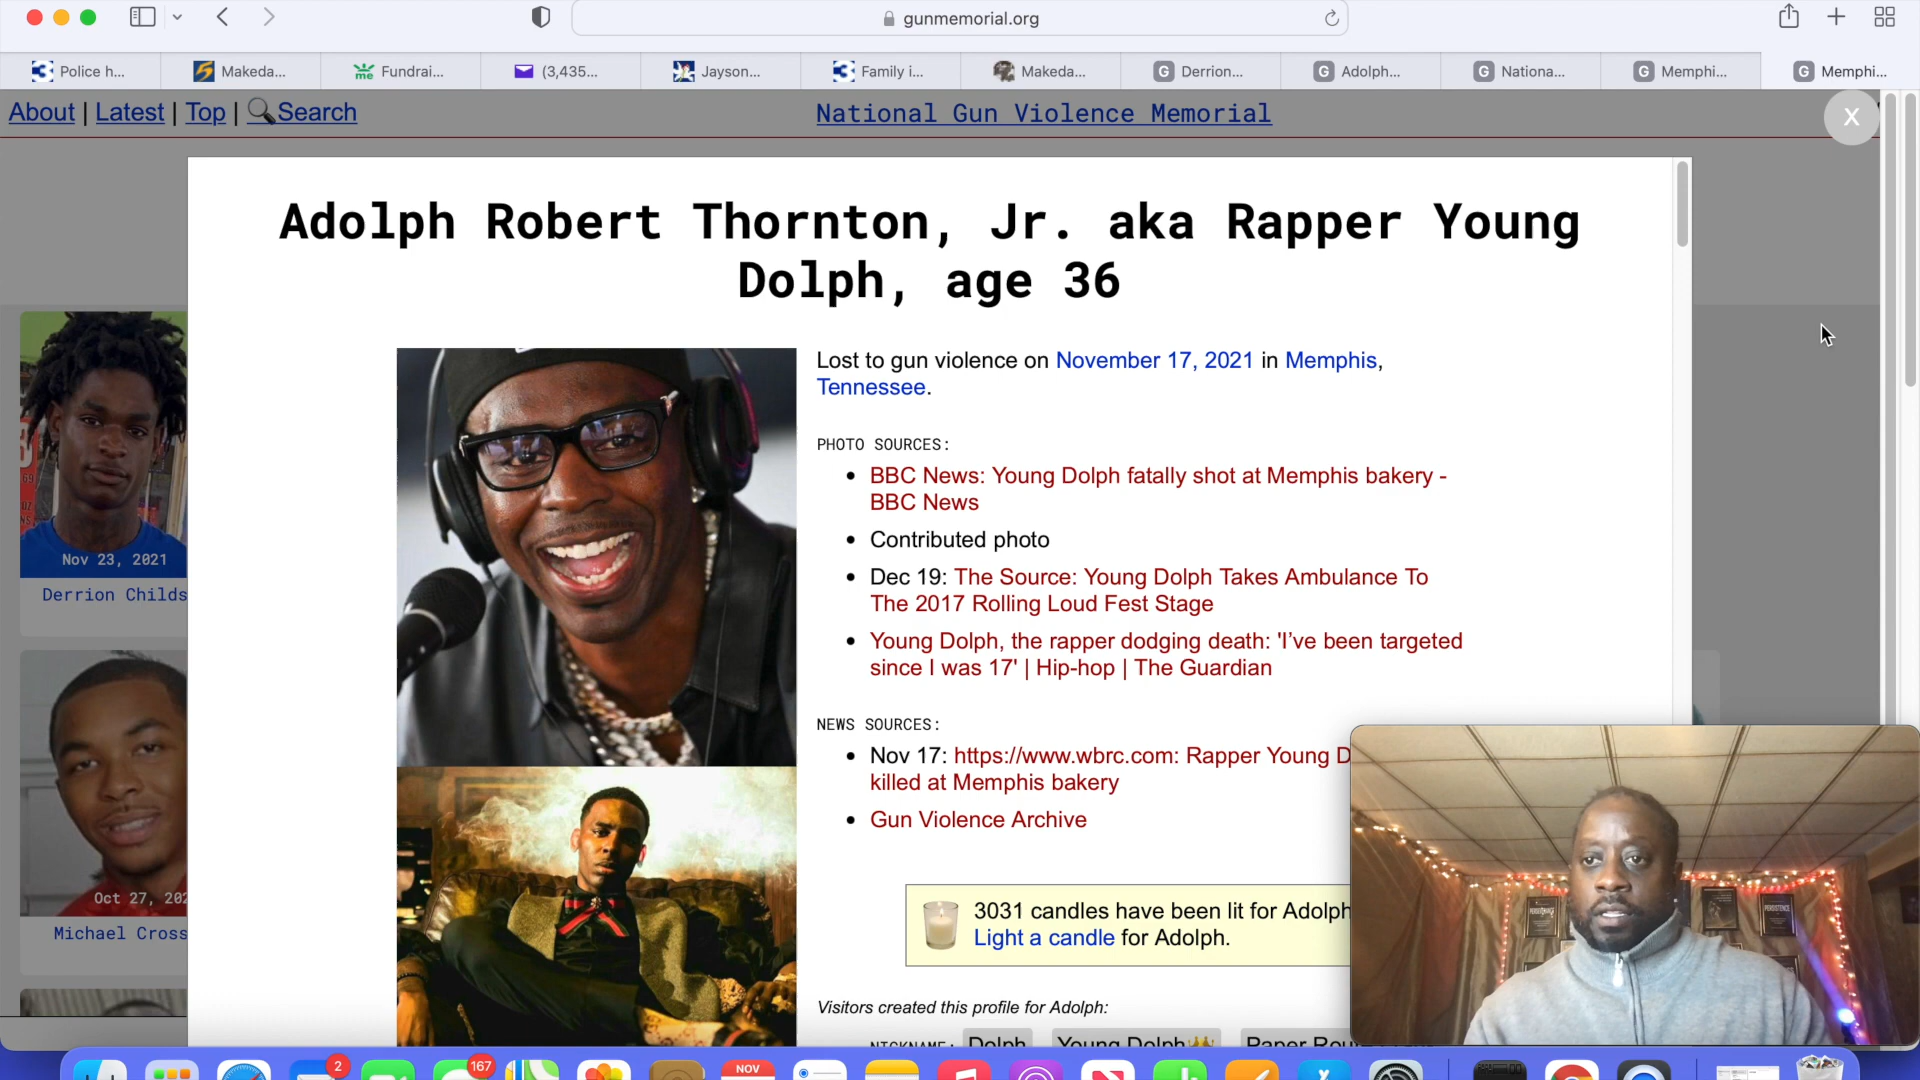 gunmemorial.org
Police h...
Makeda...
Fundrai...
(3,435...
Jayson...
Family i...
Makeda...
Derrion...
Adolph...
Nationa...
Memphi...
Memphi...
About | Latest | Top | Search
National Gun Violence Memorial
X
Adolph Robert Thornton, Jr. aka Rapper Young
Dolph, age 36
Lost to gun violence on November 17, 2021 in Memphis,
Tennessee.
PHOTO SOURCES:
BBC News: Young Dolph fatally shot at Memphis bakery -
BBC News
Contributed photo
Dec 19: The Source: Young Dolph Takes Ambulance To
The 2017 Rolling Loud Fest Stage
Young Dolph, the rapper dodging death: 'I've been targeted
since I was 17' | Hip-hop | The Guardian
NEWS SOURCES:
Nov 17: https://www.wbrc.com: Rapper Young D
killed at Memphis bakery
Gun Violence Archive
3031 candles have been lit for Adolph
Light a candle for Adolph.
Visitors created this profile for Adolph:
NICKNAME: Dolph Young Dolph Paper Rou
Nov 23, 2021
Derrion Childs
Oct 27, 202
Michael Cross
PERSISTENCE
2
167
NOV